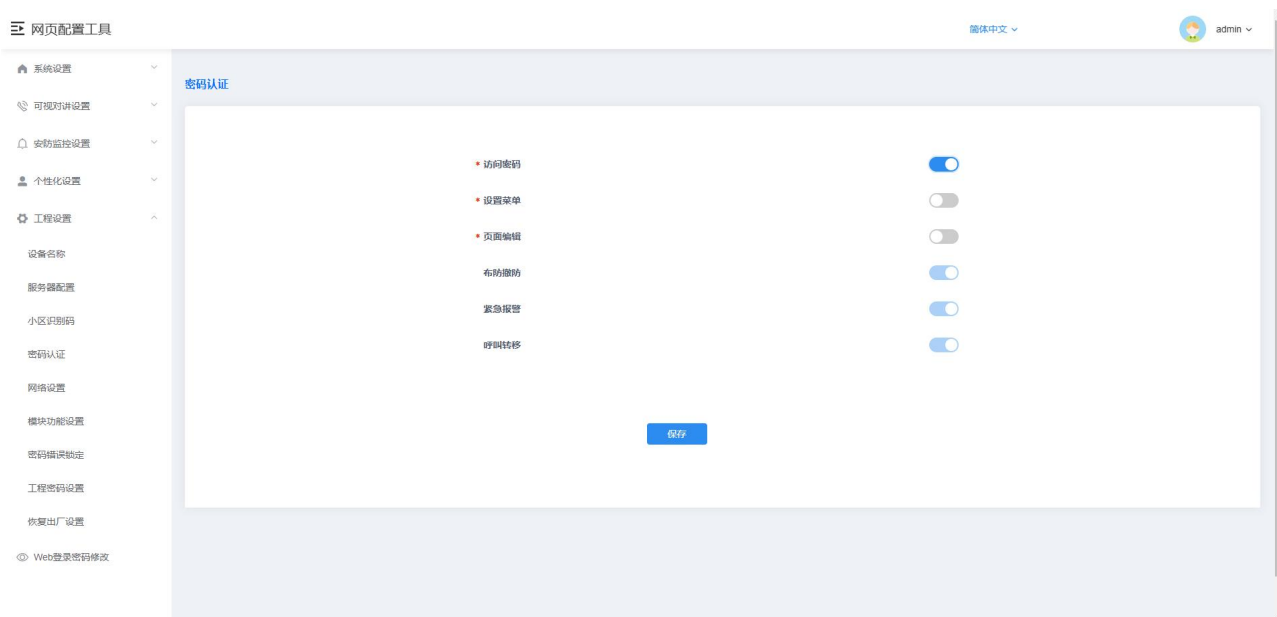 网页配置工具
简体中文
admin
系统设置
可视对讲设置
安防监控设置
个性化设置
工程设置
设备名称
服务器配置
小区识别码
密码认证
网络设置
模块功能设置
密码错误锁定
工程密码设置
恢复出厂设置
Web登录密码修改
密码认证
* 访问密码
* 设置菜单
* 页面编辑
布防撤防
紧急报警
呼叫转移
保存